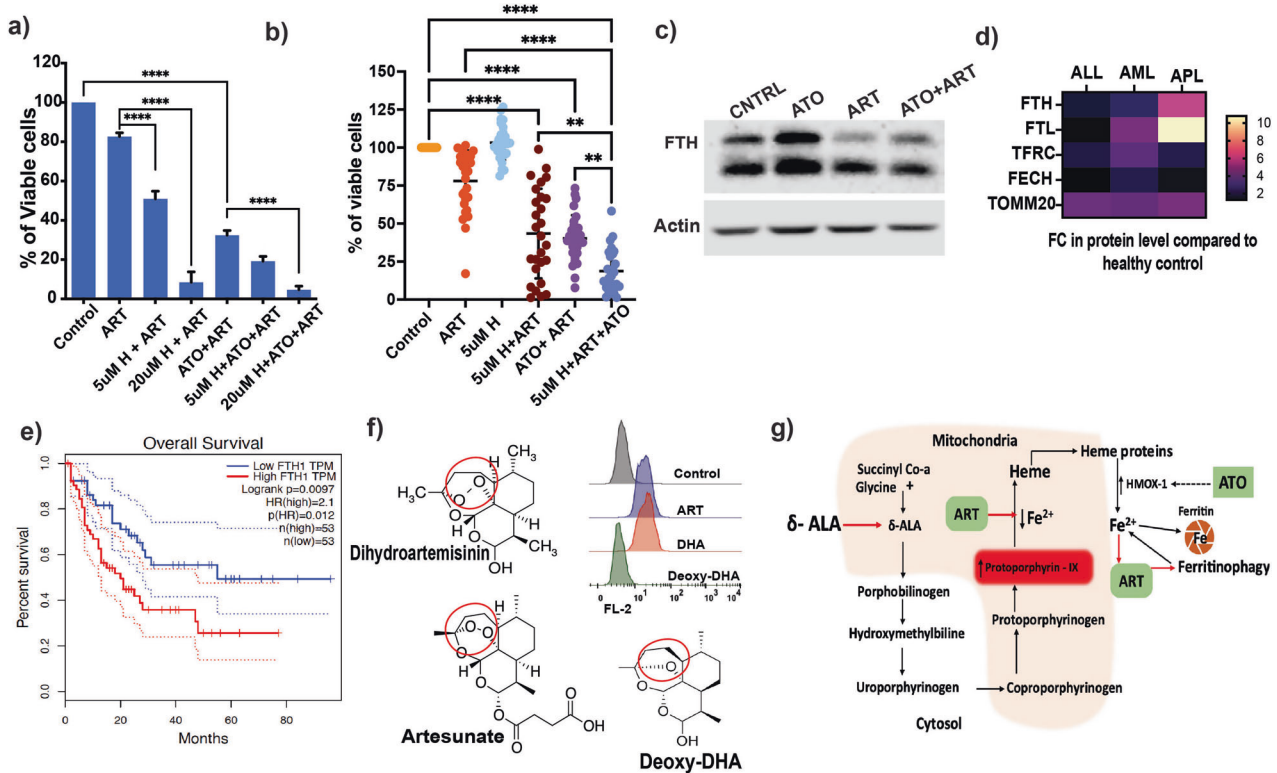 a)
% of Viable cells
120
100
80
60
40
20
0
****
****
****
****
Control
ART
5uM H + ART
20uM H + ART
ATO+ART
5uM H+ATO+ART
20uM H+ATO+ART
b)
% of viable cells
150
125
100
75
50
25
0
****
****
****
****
**
**
Control
ART
5uM H
5uM H+ART
ATO+ ART
5uM H+ART+ATO
c)
CNTRL
ATO
ART
ATO+ART
FTH
Actin
d)
ALL
AML
APL
FTH
FTL
TFRC
FECH
TOMM20
10
8
6
4
2
FC in protein level compared to
healthy control
e)
Overall Survival
Low FTH1 TPM
High FTH1 TPM
Logrank p=0.0097
HR(high)=2.1
p(HR)=0.012
n(high)=53
n(low)=53
Percent survival
1.0
0.8
0.6
0.4
0.2
0.0
0
20
40
60
80
Months
f)
CH3
H
H3C
O
O
O
O
H
H
CH3
OH
Dihydroartemisinin
Control
ART
DHA
Deoxy-DHA
10⁰
10¹
10²
10³
10⁴
FL-2
H
O
O
O
O
H
H
O
O
O
OH
Artesunate
O
O
O
OH
Deoxy-DHA
g)
Mitochondria
Succinyl Co-a
Glycine +
δ- ALA
δ-ALA
Porphobilinogen
Hydroxymethylbiline
Uroporphyrinogen
Coproporphyrinogen
Protoporphyrinogen
Protoporphyrin - IX
ART
Fe2+
Heme
Heme proteins
HMOX-1
ATO
Fe2+
Ferritin
Fe
ART
Ferritinophagy
Cytosol